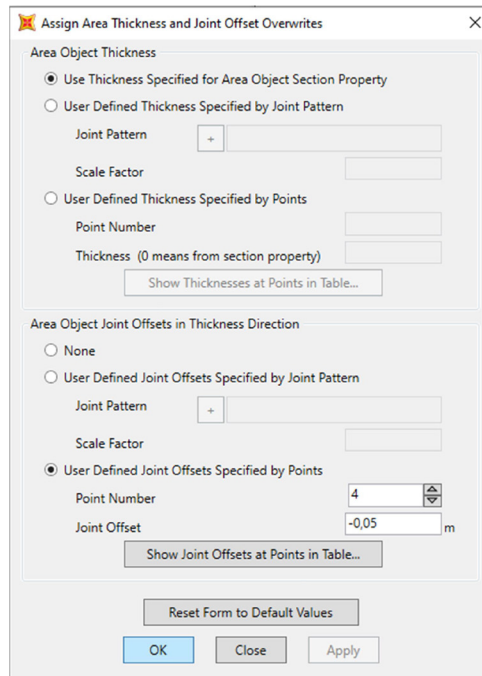 Assign Area Thickness and Joint Offset Overwrites
Area Object Thickness
Use Thickness Specified for Area Object Section Property
User Defined Thickness Specified by Joint Pattern
Joint Pattern
+
Scale Factor
User Defined Thickness Specified by Points
Point Number
Thickness (0 means from section property)
Show Thicknesses at Points in Table...
Area Object Joint Offsets in Thickness Direction
None
User Defined Joint Offsets Specified by Joint Pattern
Joint Pattern
+
Scale Factor
User Defined Joint Offsets Specified by Points
Point Number 4
Joint Offset -0,05 m
Show Joint Offsets at Points in Table...
Reset Form to Default Values
OK Close Apply